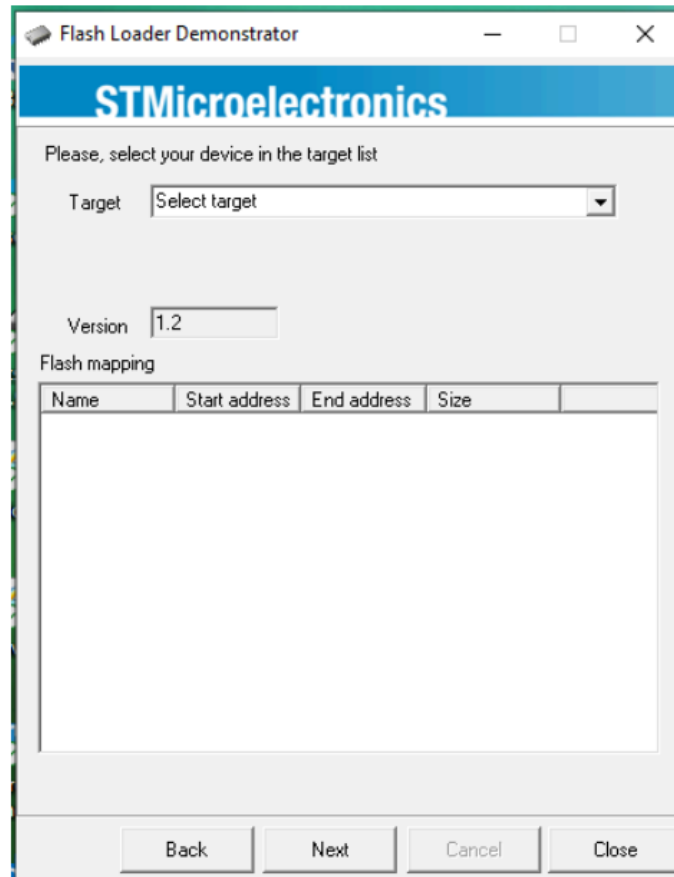 Flash Loader Demonstrator
STMicroelectronics
Please, select your device in the target list
Target Select target
Version 1.2
Flash mapping
Name Start address End address Size
Back Next Cancel Close